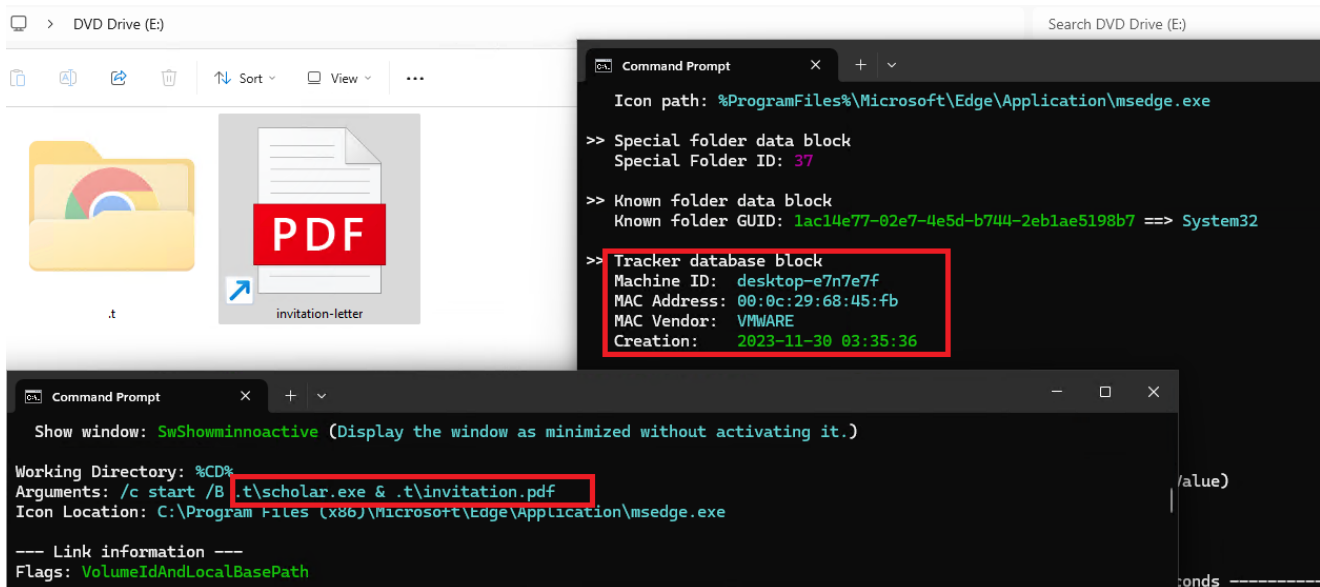 DVD Drive (E:)
Search DVD Drive (E:)
Sort
View
.t
PDF
invitation-letter
Command Prompt
Icon path: %ProgramFiles%\Microsoft\Edge\Application\msedge.exe
>> Special folder data block
Special Folder ID: 37
>> Known folder data block
Known folder GUID: 1ac14e77-02e7-4e5d-b744-2eb1ae5198b7 ==> System32
>> Tracker database block
Machine ID: desktop-e7n7e7f
MAC Address: 00:0c:29:68:45:fb
MAC Vendor: VMWARE
Creation: 2023-11-30 03:35:36
Command Prompt
Show window: SwShowminnoactive (Display the window as minimized without activating it.)
Working Directory: %CD%
Arguments: /c start /B .t\scholar.exe & .t\invitation.pdf
Icon Location: C:\Program Files (x86)\Microsoft\Edge\Application\msedge.exe
--- Link information ---
Flags: VolumeIdAndLocalBasePath